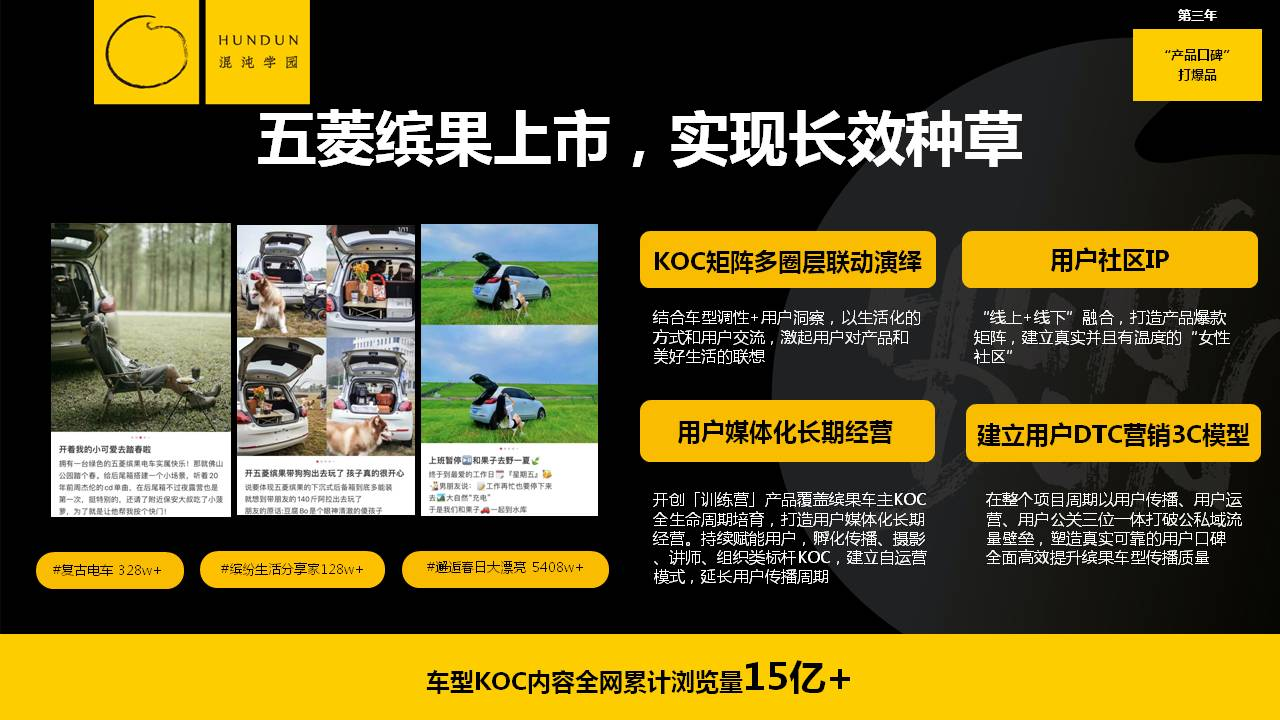 HUNDUN
混沌学园
第三年
“产品口碑”
打爆品
五菱缤果上市，实现长效种草
1/11
开着我的小可爱去踏春啦
拥有一台绿色的五菱缤果电车实属快乐！那就佛山
公园踏个春，给后尾箱搭建一个小场景，听着20
年前周杰伦的cd单曲。在后尾箱不过夜露营也是
第一次，挺特别的，还请了附近保安大叔吃了小菠
萝，为了就是让他帮我按个快门！
开五菱缤果带狗狗出去玩了 孩子真的很开心
说要体现五菱缤果的下沉式后备箱到底多能装
就想到带朋友的140斤阿拉出去玩了
朋友的原话:豆腐Bo是个眼神清澈的傻孩子
上班暂停⏯️和果子去野一夏🌿
终于到最爱的工作日🗓️『星期五』
男朋友说：📝工作再忙也要停下来
去🏞️大自然“充电”
于是我们和果子🚗一起到水库
#复古电车 328w+
#缤纷生活分享家128w+
#邂逅春日大漂亮 5408w+
KOC矩阵多圈层联动演绎
结合车型调性+用户洞察，以生活化的
方式和用户交流，激起用户对产品和
美好生活的联想
用户社区IP
“线上+线下”融合，打造产品爆款
矩阵，建立真实并且有温度的“女性
社区”
用户媒体化长期经营
开创「训练营」产品覆盖缤果车主KOC
全生命周期培育，打造用户媒体化长期
经营。持续赋能用户，孵化传播、摄影
、讲师、组织类标杆KOC，建立自运营
模式，延长用户传播周期
建立用户DTC营销3C模型
在整个项目周期以用户传播、用户运
营、用户公关三位一体打破公私域流
量壁垒，塑造真实可靠的用户口碑
全面高效提升缤果车型传播质量
车型KOC内容全网累计浏览量15亿+